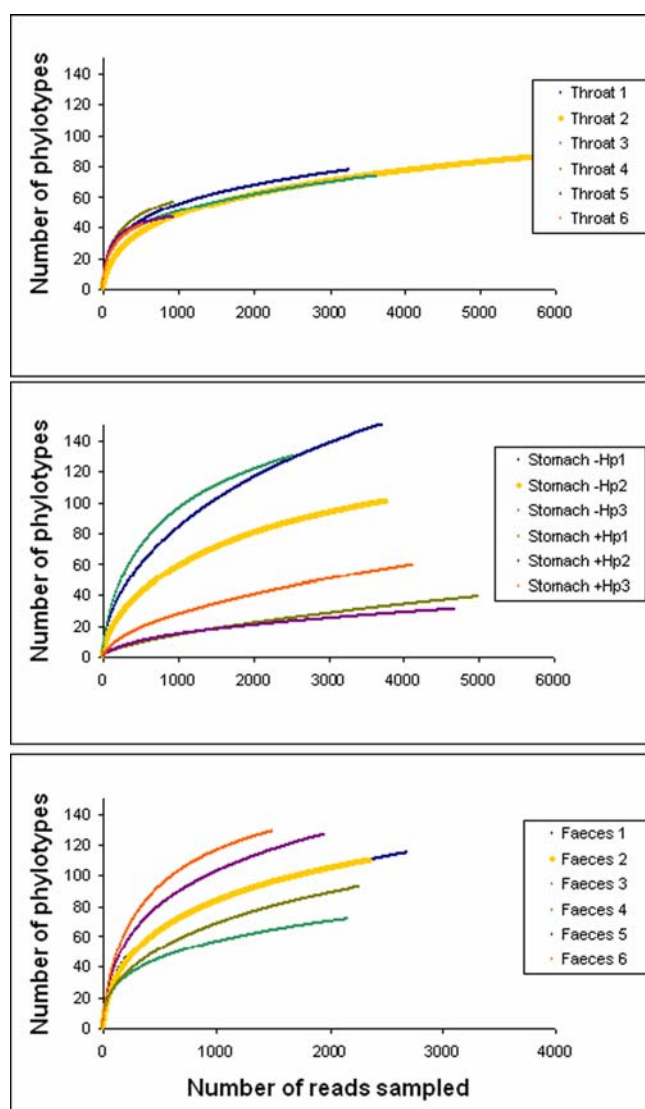 Number of phylotypes
140
120
100
80
60
40
20
0
0 1000 2000 3000 4000 5000 6000
Throat 1
Throat 2
Throat 3
Throat 4
Throat 5
Throat 6
Number of phylotypes
140
120
100
80
60
40
20
0
0 1000 2000 3000 4000 5000 6000
Stomach -Hp1
Stomach -Hp2
Stomach -Hp3
Stomach +Hp1
Stomach +Hp2
Stomach +Hp3
Number of phylotypes
140
120
100
80
60
40
20
0
0 1000 2000 3000 4000
Faeces 1
Faeces 2
Faeces 3
Faeces 4
Faeces 5
Faeces 6
Number of reads sampled